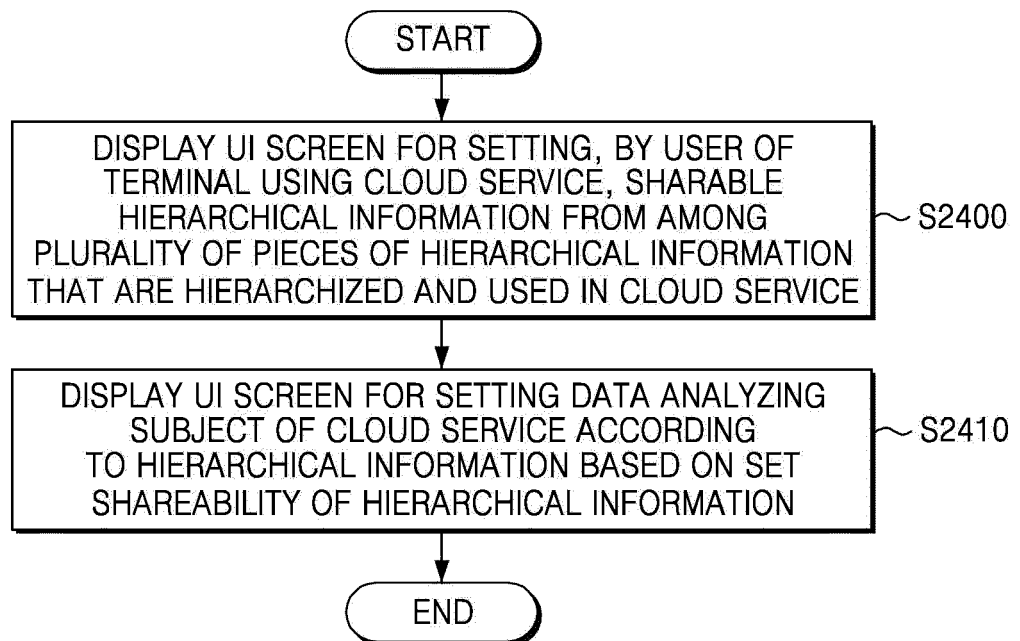 START
DISPLAY UI SCREEN FOR SETTING, BY USER OF
TERMINAL USING CLOUD SERVICE, SHARABLE
HIERARCHICAL INFORMATION FROM AMONG
PLURALITY OF PIECES OF HIERARCHICAL INFORMATION
THAT ARE HIERARCHIZED AND USED IN CLOUD SERVICE
S2400
DISPLAY UI SCREEN FOR SETTING DATA ANALYZING
SUBJECT OF CLOUD SERVICE ACCORDING
TO HIERARCHICAL INFORMATION BASED ON SET
SHAREABILITY OF HIERARCHICAL INFORMATION
S2410
END